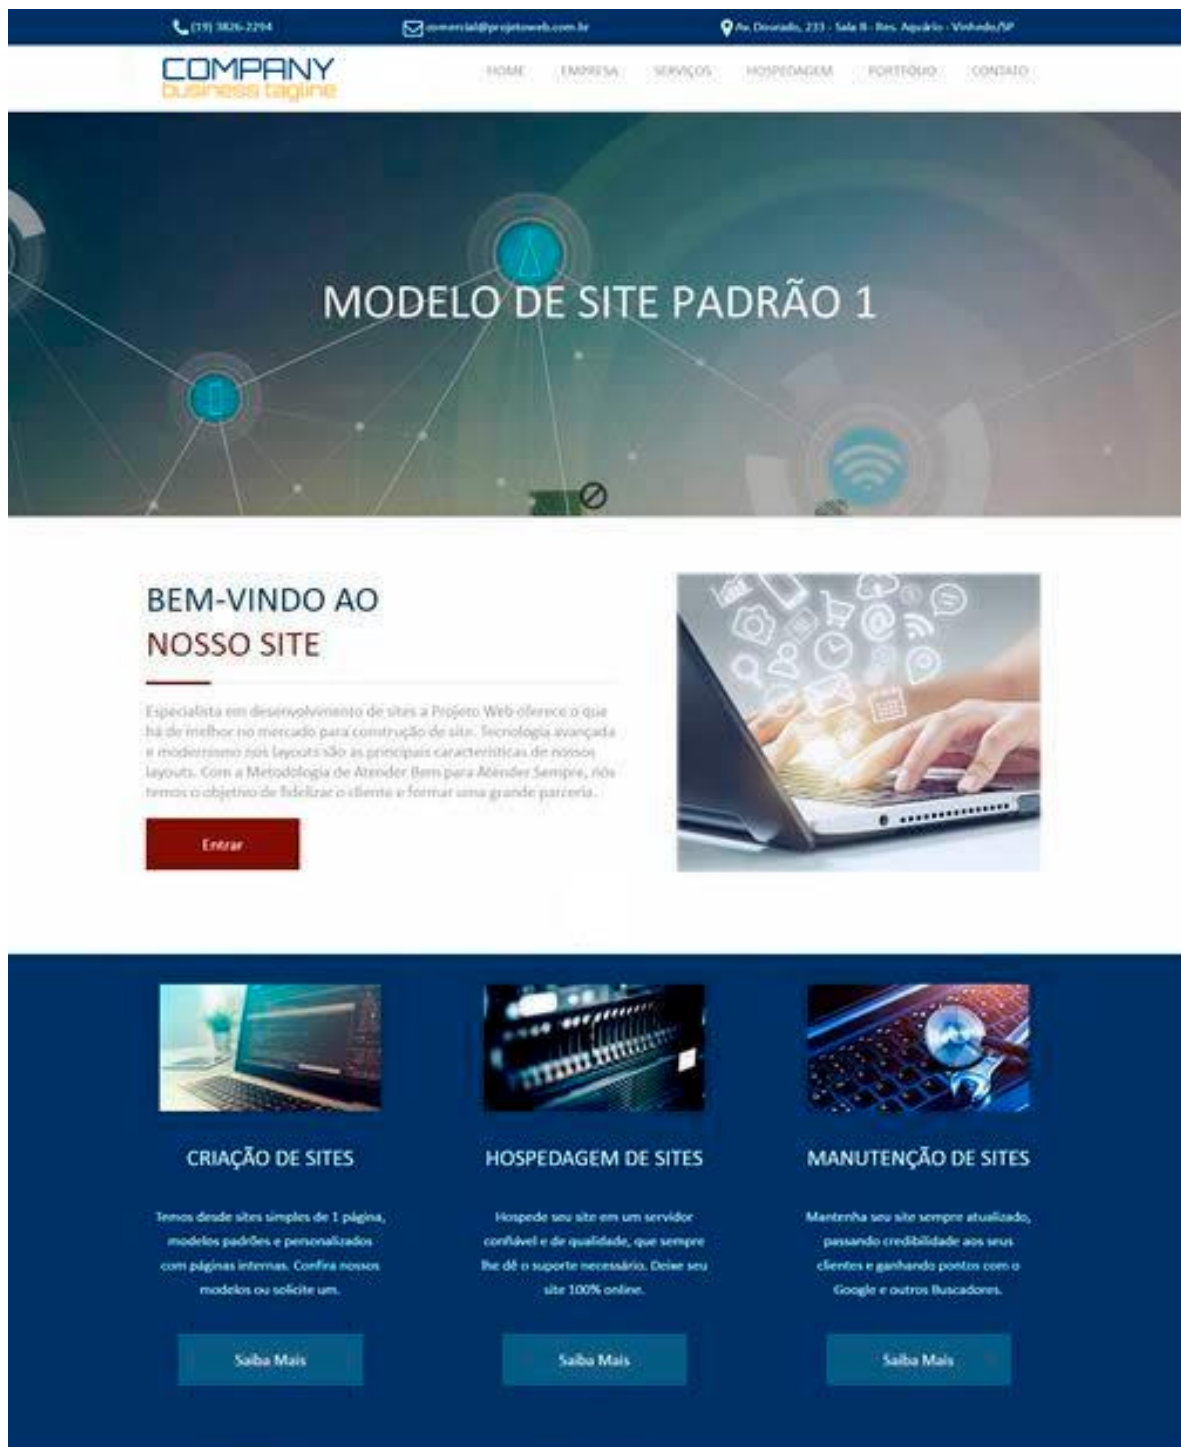 (19) 3826-2294
comercial@projetoweb.com.br
Av. Dourado, 233 - Sala 8 - Res. Aquário - Vinhedo/SP
COMPANY
business tagline
HOME EMPRESA SERVIÇOS HOSPEDAGEM PORTFÓLIO CONTATO
MODELO DE SITE PADRÃO 1
BEM-VINDO AO
NOSSO SITE
Especialista em desenvolvimento de sites a Projeto Web oferece o que
há de melhor no mercado para construção de site. Tecnologia avançada
e modernismo nos layouts são as principais características de nossos
layouts. Com a Metodologia de Atender Bem para Atender Sempre, nós
temos o objetivo de fidelizar o cliente e formar uma grande parceria.
Entrar
CRIAÇÃO DE SITES
Temos desde sites simples de 1 página,
modelos padrões e personalizados
com páginas internas. Confira nossos
modelos ou solicite um.
Saiba Mais
HOSPEDAGEM DE SITES
Hospede seu site em um servidor
confiável e de qualidade, que sempre
lhe dê o suporte necessário. Deixe seu
site 100% online.
Saiba Mais
MANUTENÇÃO DE SITES
Mantenha seu site sempre atualizado,
passando credibilidade aos seus
clientes e ganhando pontos com o
Google e outros Buscadores.
Saiba Mais